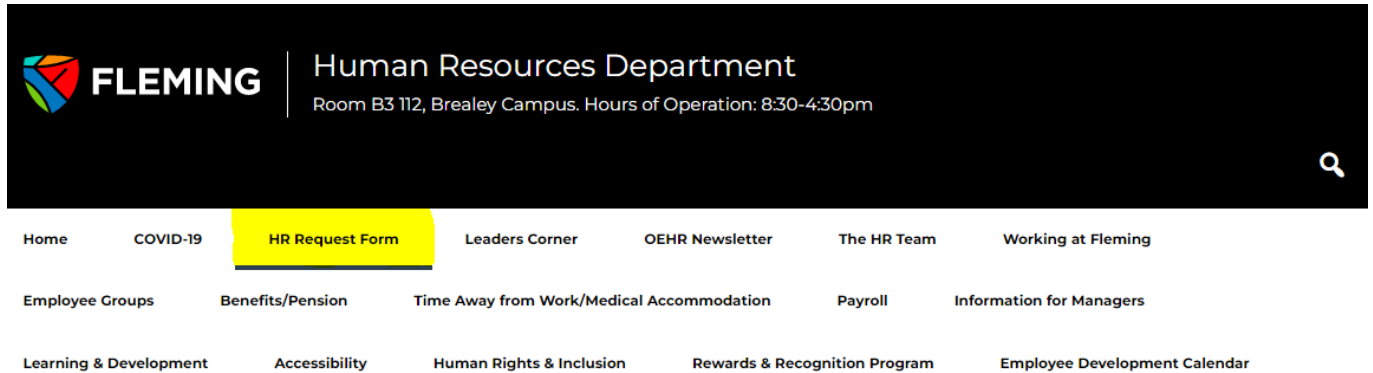 FLEMING
Human Resources Department
Room B3 112, Brealey Campus. Hours of Operation: 8:30-4:30pm
Home COVID-19 HR Request Form Leaders Corner OEHR Newsletter The HR Team Working at Fleming
Employee Groups Benefits/Pension Time Away from Work/Medical Accommodation Payroll Information for Managers
Learning & Development Accessibility Human Rights & Inclusion Rewards & Recognition Program Employee Development Calendar